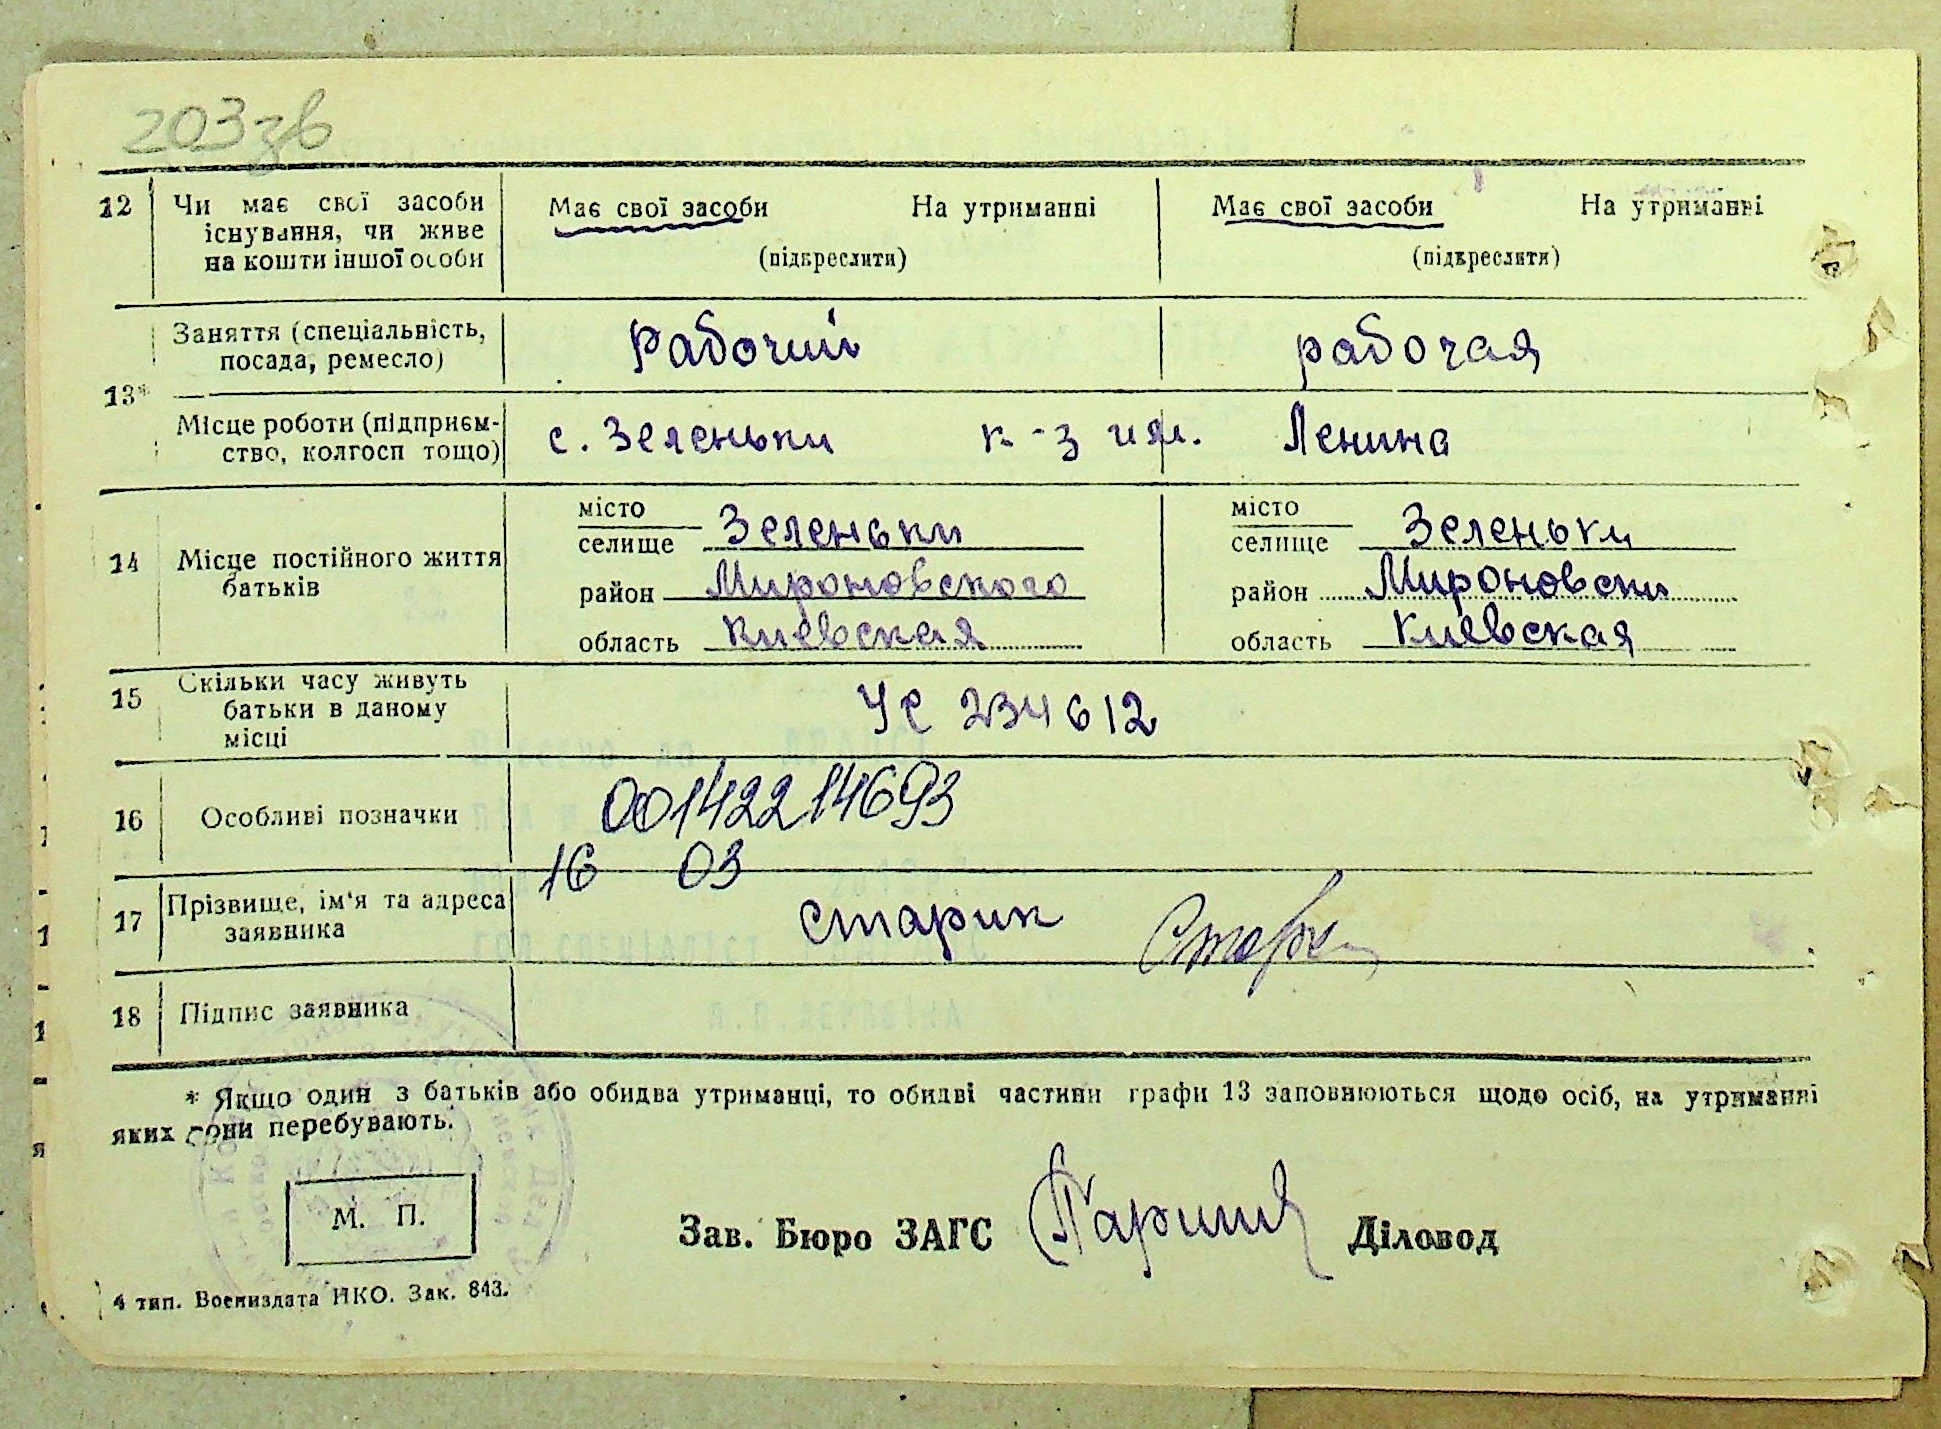 203зв
12 Чи має свої засоби Має свої засоби На утриманні Має свої засоби На утриманні
існування, чи живе
на кошти іншої особи (підкреслити) (підкреслити)
Заняття (спеціальність, Рабочий рабочая
посада, ремесло)
13*
Місце роботи (підприєм- с. Зеленьки к-з им. Ленина
ство, колгосп тощо)
місто місто
селище Зеленьки селище Зеленьки
14 Місце постійного життя район Мироновского район Мироновски
батьків
область Киевская область Киевская
15 Скільки часу живуть УС 234612
батьки в даному
місці
16 Особливі позначки 00142214693
16 03
17 Прізвище, ім'я та адреса Старик
заявника
18 Підпис заявника
* Якщо один з батьків або обидва утриманці, то обидві частини графи 13 заповнюються щодо осіб, на утриманні
яких вони перебувають.
М. П.
Зав. Бюро ЗАГС Діловод
4 тип. Воениздата НКО. Зак. 843.